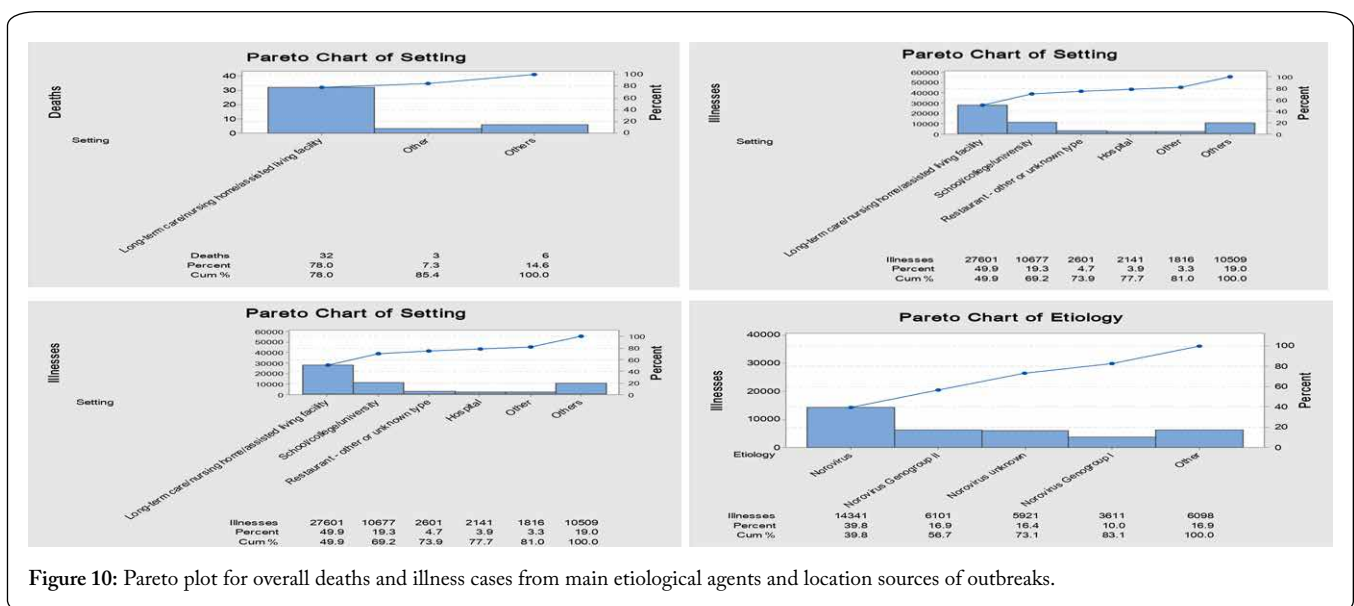 Pareto Chart of Setting
Deaths
40
30
20
10
0
100
80
60
40
20
0
Percent
Setting
Long-term care/nursing home/assisted living facility
Other
Others
Deaths 32 3 6
Percent 78.0 7.3 14.6
Cum % 78.0 85.4 100.0
Pareto Chart of Setting
Illnesses
60000
50000
40000
30000
20000
10000
0
100
80
60
40
20
0
Percent
Setting
Long-term care/nursing home/assisted living facility
School/college/university
Restaurant - other or unknown type
Hospital
Other
Others
Illnesses 27601 10677 2601 2141 1816 10509
Percent 49.9 19.3 4.7 3.9 3.3 19.0
Cum % 49.9 69.2 73.9 77.7 81.0 100.0
Pareto Chart of Setting
Illnesses
60000
50000
40000
30000
20000
10000
0
100
80
60
40
20
0
Percent
Setting
Long-term care/nursing home/assisted living facility
School/college/university
Restaurant - other or unknown type
Hospital
Other
Others
Illnesses 27601 10677 2601 2141 1816 10509
Percent 49.9 19.3 4.7 3.9 3.3 19.0
Cum % 49.9 69.2 73.9 77.7 81.0 100.0
Pareto Chart of Etiology
Illnesses
40000
30000
20000
10000
0
100
80
60
40
20
0
Percent
Etiology
Norovirus
Norovirus Genogroup II
Norovirus unknown
Norovirus Genogroup I
Other
Illnesses 14341 6101 5921 3611 6098
Percent 39.8 16.9 16.4 10.0 16.9
Cum % 39.8 56.7 73.1 83.1 100.0
Figure 10: Pareto plot for overall deaths and illness cases from main etiological agents and location sources of outbreaks.